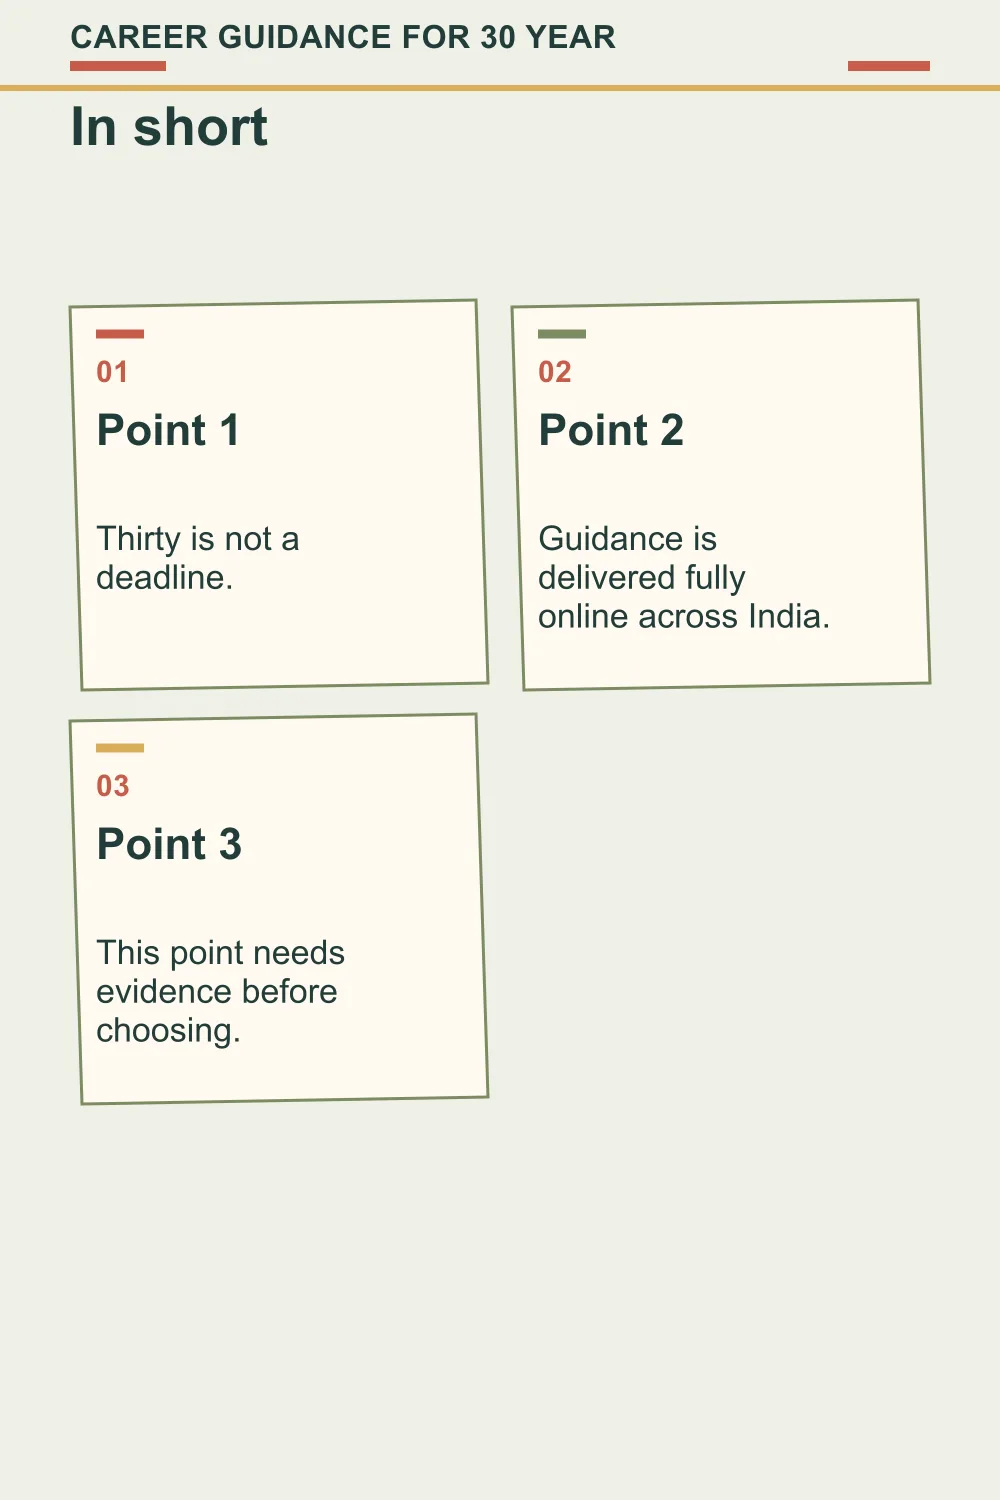 CAREER GUIDANCE FOR 30 YEAR
In short
01
Point 1
Thirty is not a
deadline.
02
Point 2
Guidance is
delivered fully
online across India.
03
Point 3
This point needs
evidence before
choosing.